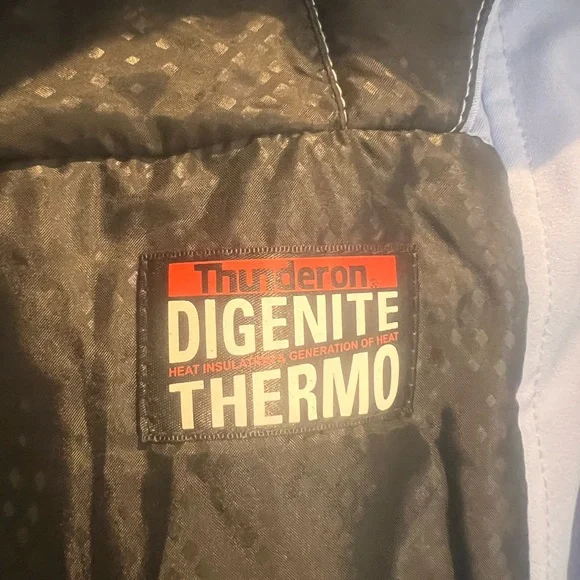 Thunderon®
DIGENITE
HEAT INSULATION & GENERATION OF HEAT
THERMO